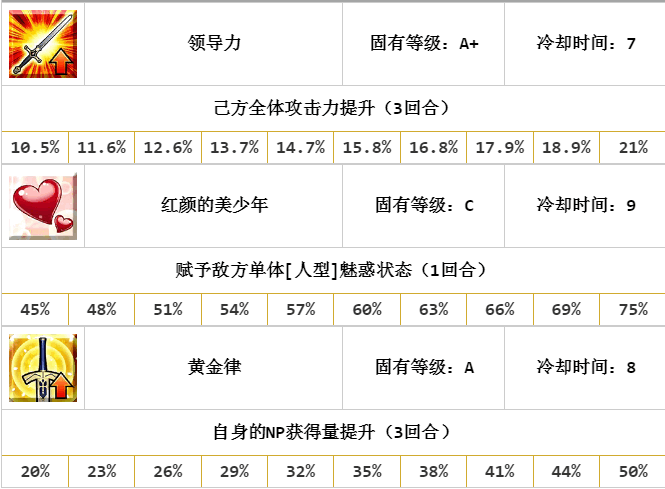 领导力 固有等级：A+ 冷却时间：7
己方全体攻击力提升（3回合）
10.5% 11.6% 12.6% 13.7% 14.7% 15.8% 16.8% 17.9% 18.9% 21%
红颜的美少年 固有等级：C 冷却时间：9
赋予敌方单体[人型]魅惑状态（1回合）
45% 48% 51% 54% 57% 60% 63% 66% 69% 75%
黄金律 固有等级：A 冷却时间：8
自身的NP获得量提升（3回合）
20% 23% 26% 29% 32% 35% 38% 41% 44% 50%